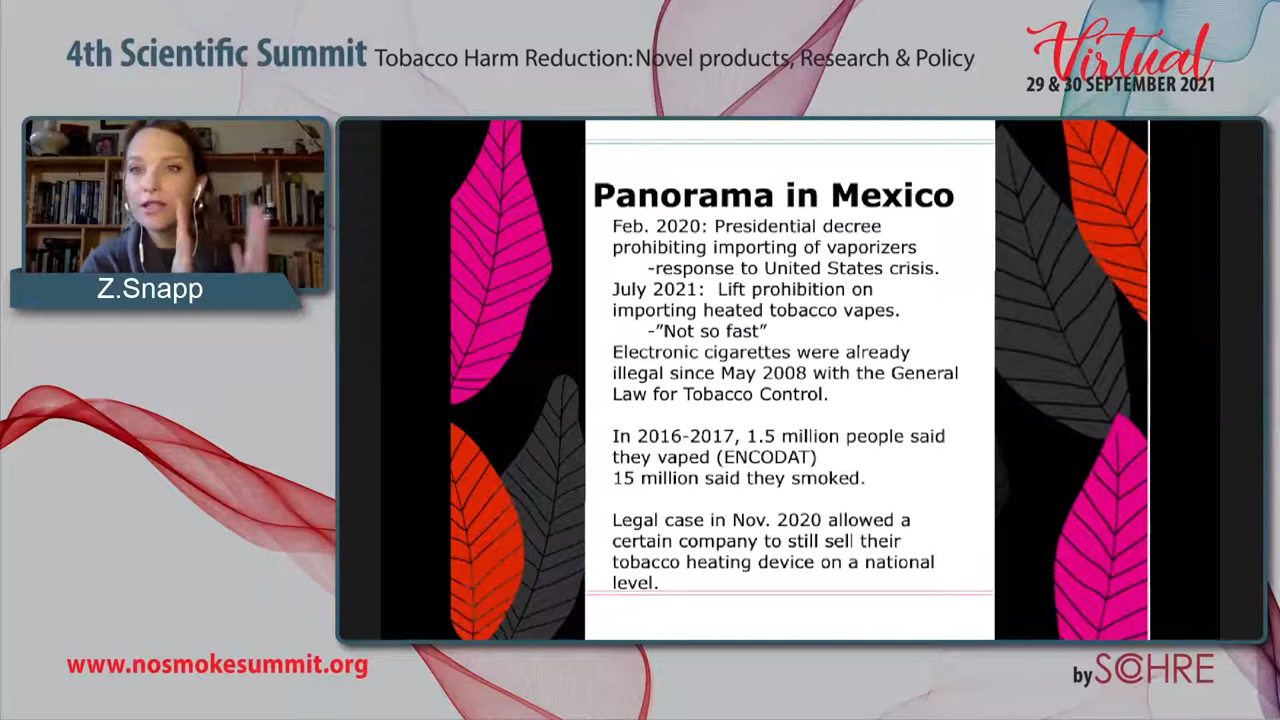 4th Scientific Summit Tobacco Harm Reduction: Novel products, Research & Policy
Virtual
29 & 30 SEPTEMBER 2021
Z.Snapp
Panorama in Mexico
Feb. 2020: Presidential decree
prohibiting importing of vaporizers
-response to United States crisis.
July 2021:  Lift prohibition on
importing heated tobacco vapes.
-”Not so fast”
Electronic cigarettes were already
illegal since May 2008 with the General
Law for Tobacco Control.
In 2016-2017, 1.5 million people said
they vaped (ENCODAT)
15 million said they smoked.
Legal case in Nov. 2020 allowed a
certain company to still sell their
tobacco heating device on a national
level.
www.nosmokesummit.org
by SCOHRE